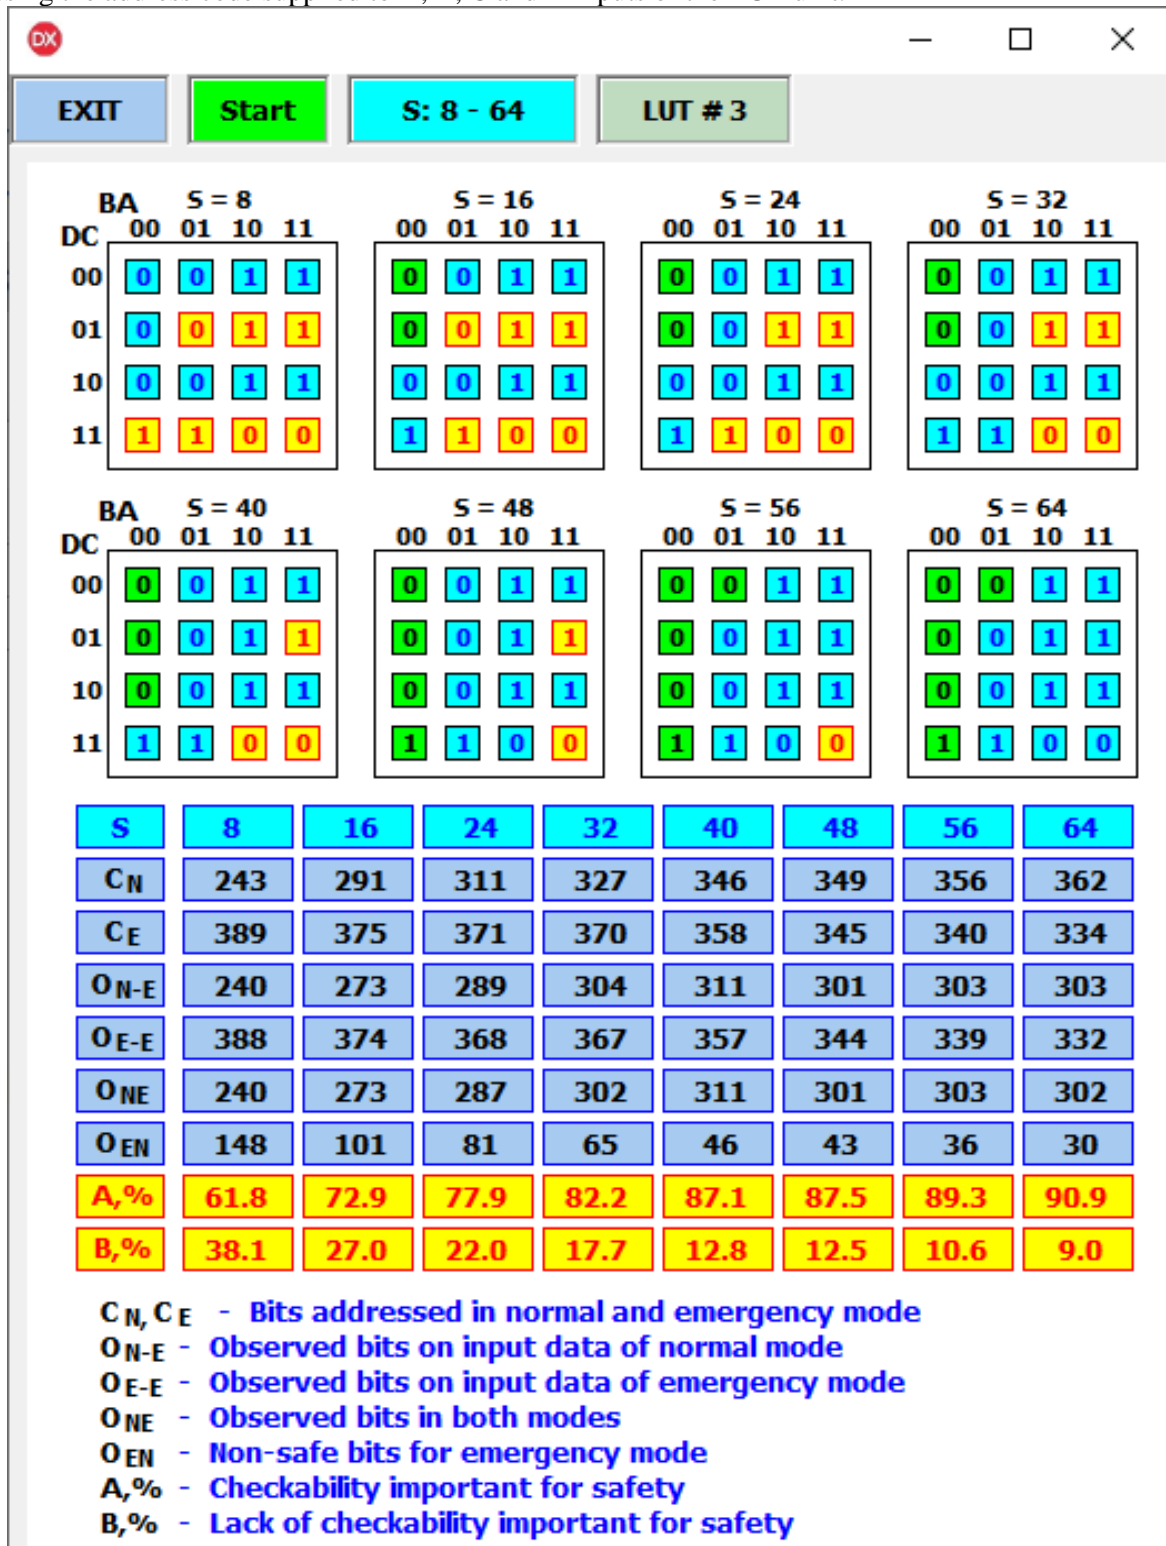 DX
EXIT Start S: 8 - 64 LUT # 3
BA S = 8 S = 16 S = 24 S = 32
DC 00 01 10 11 00 01 10 11 00 01 10 11 00 01 10 11
00 0 0 1 1 0 0 1 1 0 0 1 1 0 0 1 1
01 0 0 1 1 0 0 1 1 0 0 1 1 0 0 1 1
10 0 0 1 1 0 0 1 1 0 0 1 1 0 0 1 1
11 1 1 0 0 1 1 0 0 1 1 0 0 1 1 0 0
BA S = 40 S = 48 S = 56 S = 64
DC 00 01 10 11 00 01 10 11 00 01 10 11 00 01 10 11
00 0 0 1 1 0 0 1 1 0 0 1 1 0 0 1 1
01 0 0 1 1 0 0 1 1 0 0 1 1 0 0 1 1
10 0 0 1 1 0 0 1 1 0 0 1 1 0 0 1 1
11 1 1 0 0 1 1 0 0 1 1 0 0 1 1 0 0
S 8 16 24 32 40 48 56 64
C N 243 291 311 327 346 349 356 362
C E 389 375 371 370 358 345 340 334
O N-E 240 273 289 304 311 301 303 303
O E-E 388 374 368 367 357 344 339 332
O NE 240 273 287 302 311 301 303 302
O EN 148 101 81 65 46 43 36 30
A,% 61.8 72.9 77.9 82.2 87.1 87.5 89.3 90.9
B,% 38.1 27.0 22.0 17.7 12.8 12.5 10.6 9.0
C N, C E - Bits addressed in normal and emergency mode
O N-E - Observed bits on input data of normal mode
O E-E - Observed bits on input data of emergency mode
O NE - Observed bits in both modes
O EN - Non-safe bits for emergency mode
A,% - Checkability important for safety
B,% - Lack of checkability important for safety